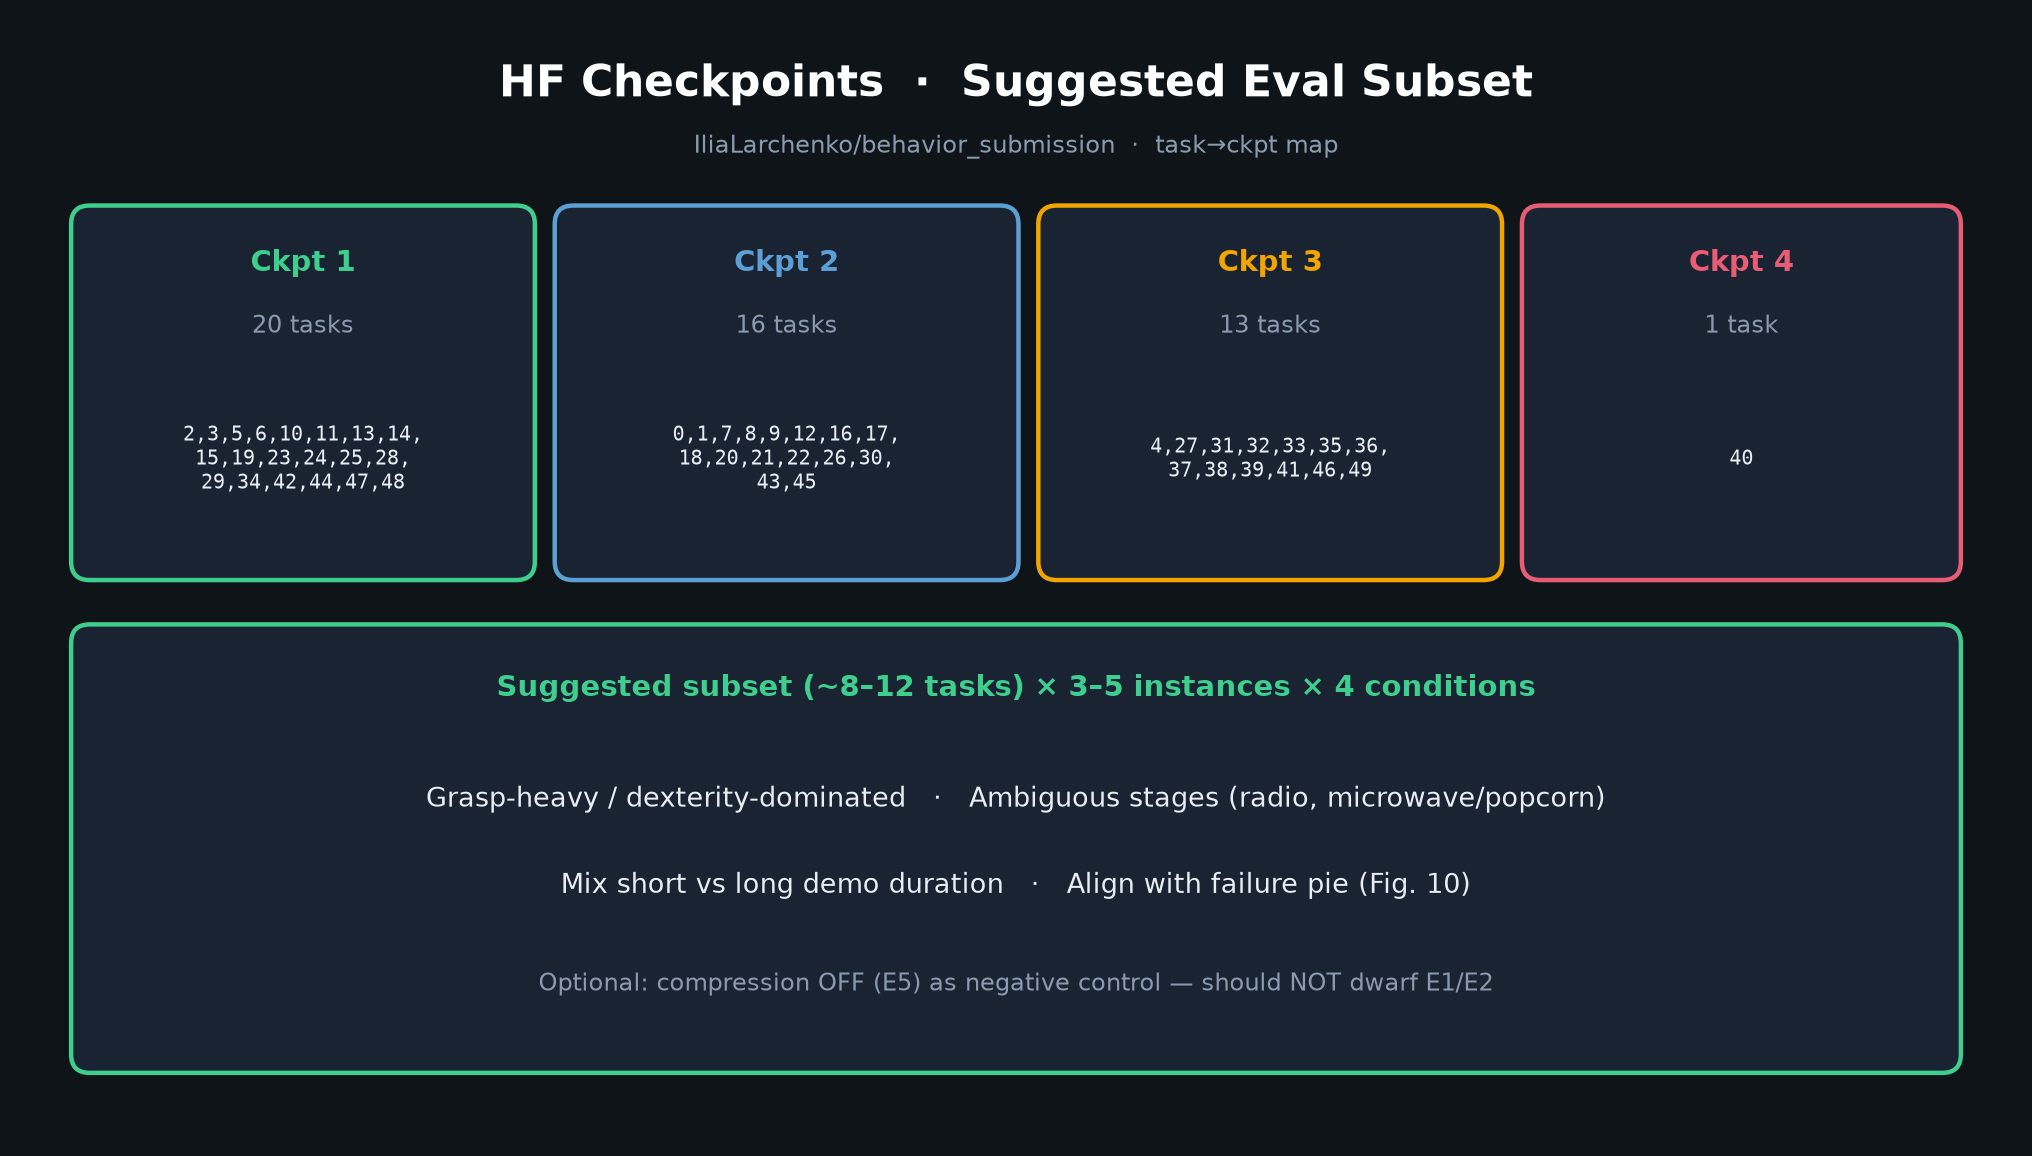 HF Checkpoints · Suggested Eval Subset
IliaLarchenko/behavior_submission · task→ckpt map
Ckpt 1
20 tasks
2,3,5,6,10,11,13,14,
15,19,23,24,25,28,
29,34,42,44,47,48
Ckpt 2
16 tasks
0,1,7,8,9,12,16,17,
18,20,21,22,26,30,
43,45
Ckpt 3
13 tasks
4,27,31,32,33,35,36,
37,38,39,41,46,49
Ckpt 4
1 task
40
Suggested subset (~8–12 tasks) × 3–5 instances × 4 conditions
Grasp-heavy / dexterity-dominated · Ambiguous stages (radio, microwave/popcorn)
Mix short vs long demo duration · Align with failure pie (Fig. 10)
Optional: compression OFF (E5) as negative control — should NOT dwarf E1/E2